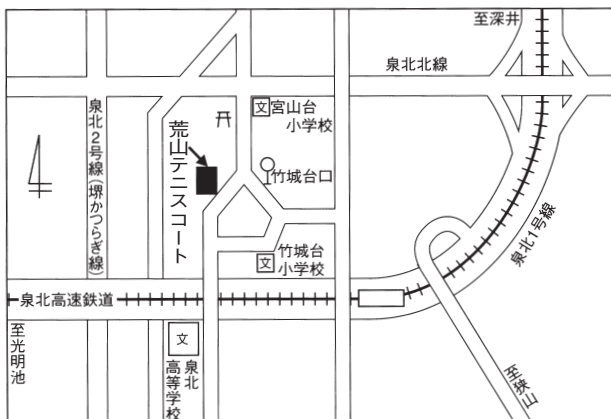 至深井
泉北北線
文
宮山台
小学校
泉北2号線(堺かつらぎ線)
荒山テニスコート
竹城台口
泉北1号線
竹城台
文
小学校
泉北高速鉄道
至光明池
文
泉北
高等学校
至狭山